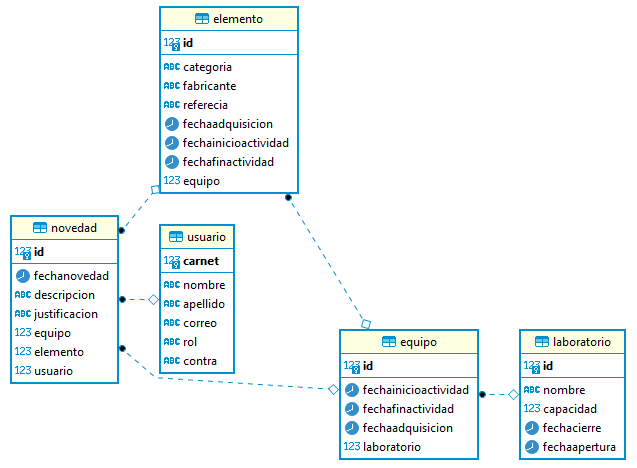 elemento
123 id
ABC categoria
ABC fabricante
ABC referecia
fechaadquisicion
fechainicioactividad
fechafinactividad
123 equipo
novedad
123 id
fechanovedad
ABC descripcion
ABC justificacion
123 equipo
123 elemento
123 usuario
usuario
123 carnet
ABC nombre
ABC apellido
ABC correo
ABC rol
ABC contra
equipo
123 id
fechainicioactividad
fechafinactividad
fechaadquisicion
123 laboratorio
laboratorio
123 id
ABC nombre
123 capacidad
fechacierre
fechaapertura